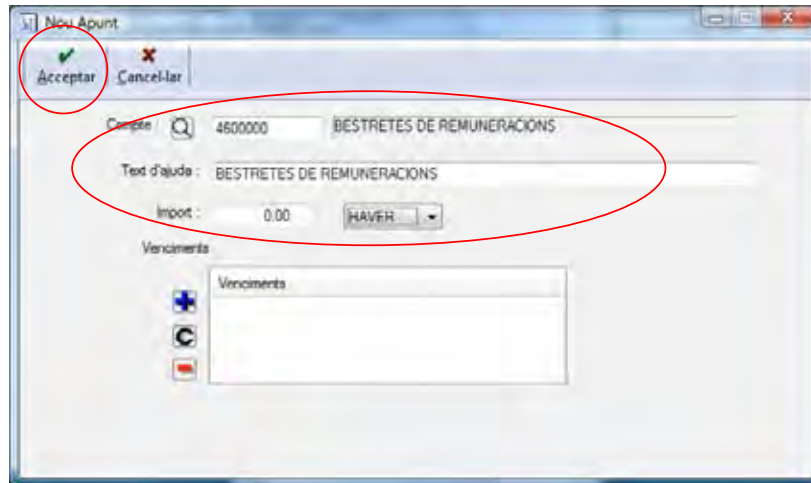 Nou Apunt
Acceptar Cancel·lar
Compte : 4600000 BESTRETES DE REMUNERACIONS
Text d'ajuda : BESTRETES DE REMUNERACIONS
Import : 0.00 HAVER
Venciments
Venciments
C